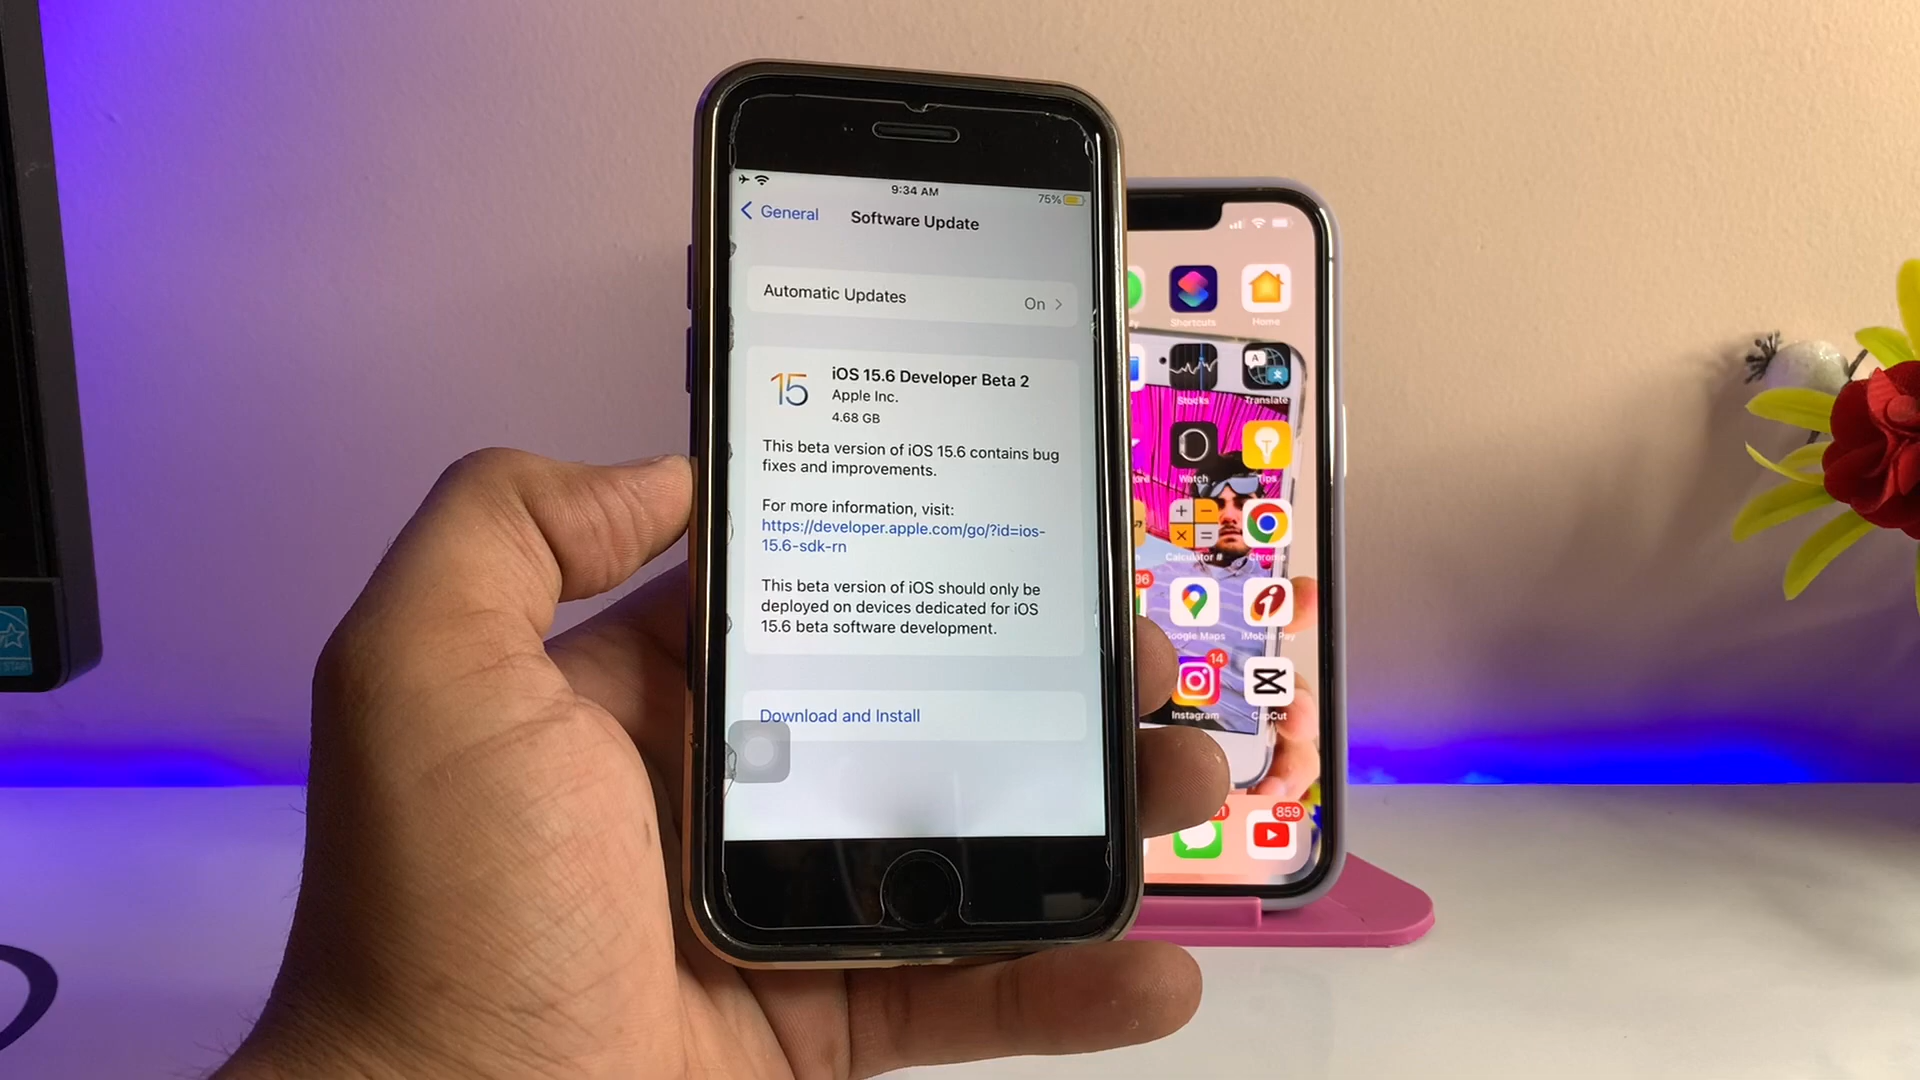 9:34 AM
75%
General
Software Update
Automatic Updates
On
15
iOS 15.6 Developer Beta 2
Apple Inc.
4.68 GB
This beta version of iOS 15.6 contains bug
fixes and improvements.
For more information, visit:
https://developer.apple.com/go/?id=ios-
15.6-sdk-rn
This beta version of iOS should only be
deployed on devices dedicated for iOS
15.6 beta software development.
Download and Install
Shortcuts
Home
Stocks
Translate
Watch
Tips
Calculator #
Chrome
96
Google Maps
iMobile Pay
14
Instagram
CapCut
859